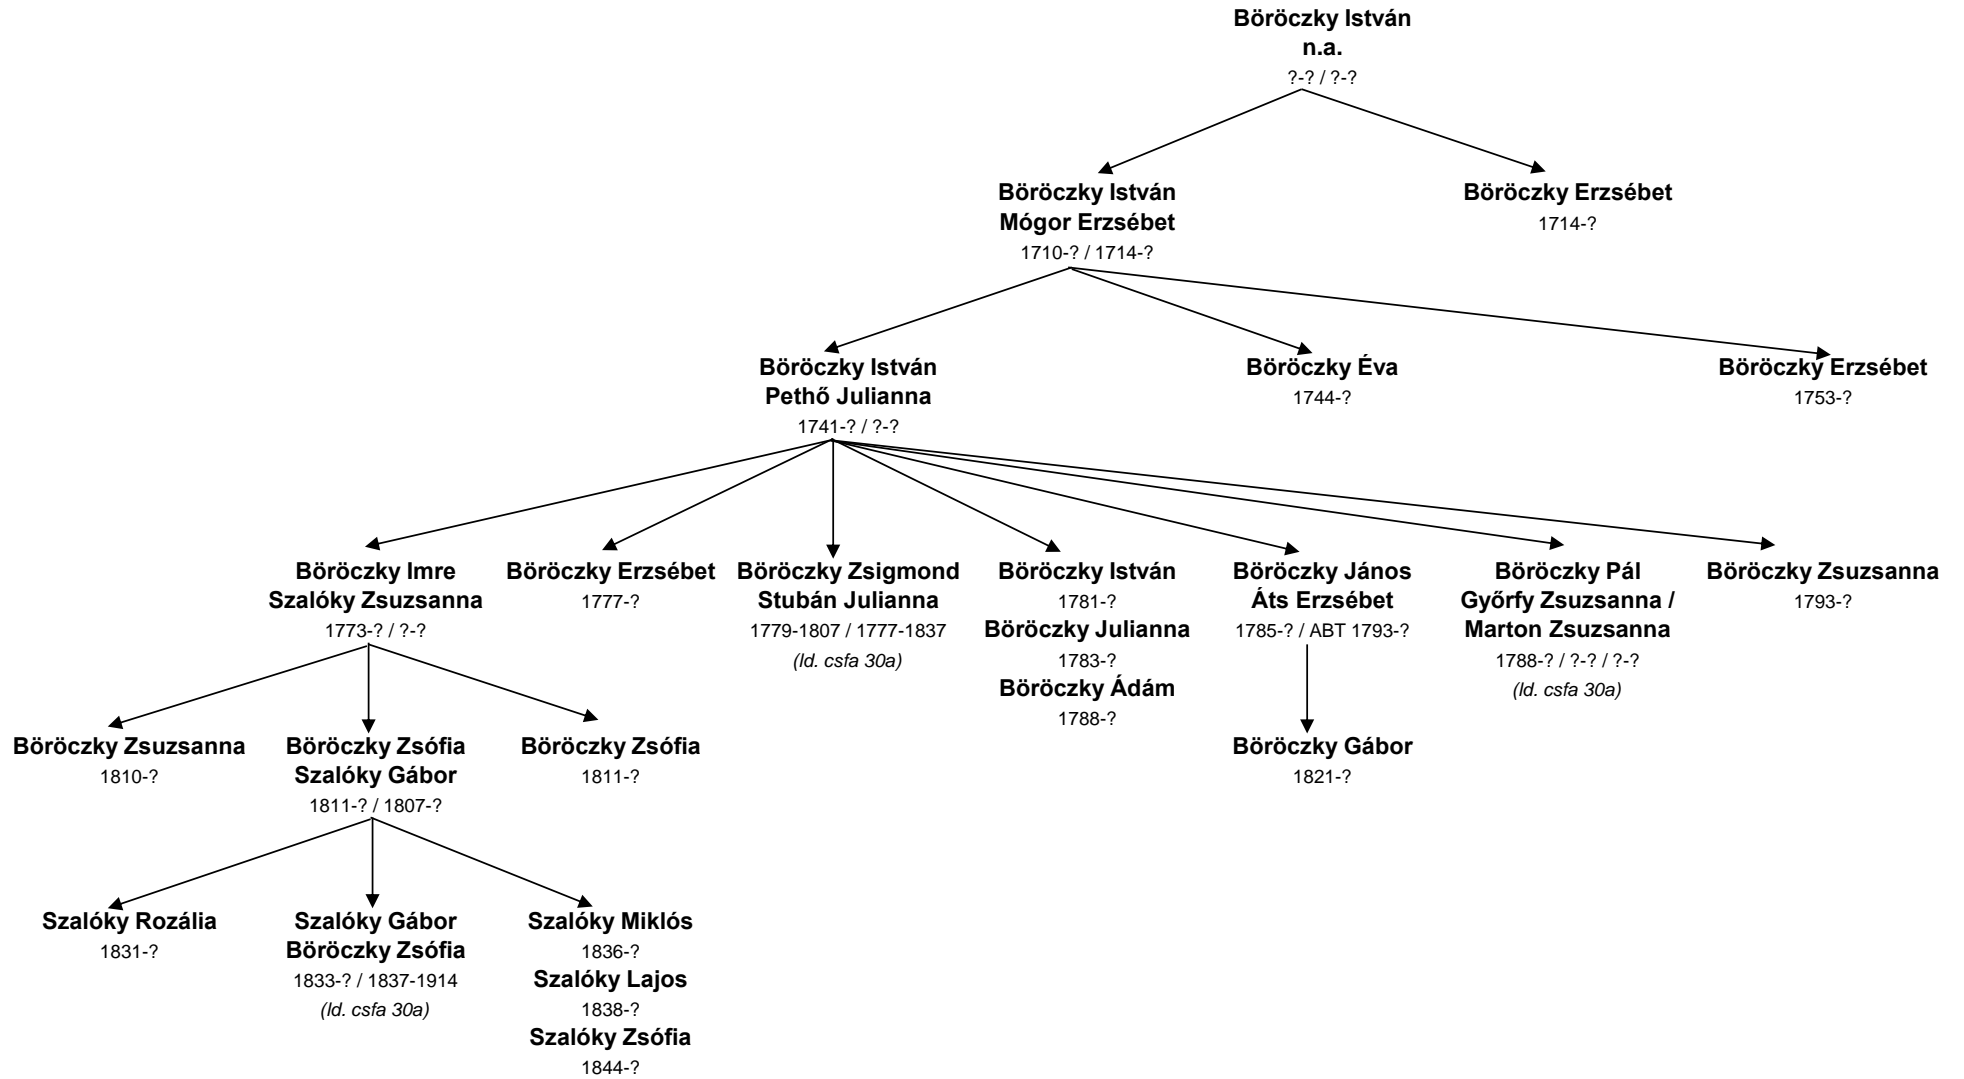 Böröczky István
n.a.
?-? / ?-?
Böröczky István
Mógor Erzsébet
1710-? / 1714-?
Böröczky Erzsébet
1714-?
Böröczky István
Pethő Julianna
1741-? / ?-?
Böröczky Éva
1744-?
Böröczky Erzsébet
1753-?
Böröczky Imre
Szalóky Zsuzsanna
1773-? / ?-?
Böröczky Erzsébet
1777-?
Böröczky Zsigmond
Stubán Julianna
1779-1807 / 1777-1837
(ld. csfa 30a)
Böröczky István
1781-?
Böröczky Julianna
1783-?
Böröczky Ádám
1788-?
Böröczky János
Áts Erzsébet
1785-? / ABT 1793-?
Böröczky Pál
Győrfy Zsuzsanna /
Marton Zsuzsanna
1788-? / ?-? / ?-?
(ld. csfa 30a)
Böröczky Zsuzsanna
1793-?
Böröczky Zsuzsanna
1810-?
Böröczky Zsófia
Szalóky Gábor
1811-? / 1807-?
Böröczky Zsófia
1811-?
Böröczky Gábor
1821-?
Szalóky Rozália
1831-?
Szalóky Gábor
Böröczky Zsófia
1833-? / 1837-1914
(ld. csfa 30a)
Szalóky Miklós
1836-?
Szalóky Lajos
1838-?
Szalóky Zsófia
1844-?